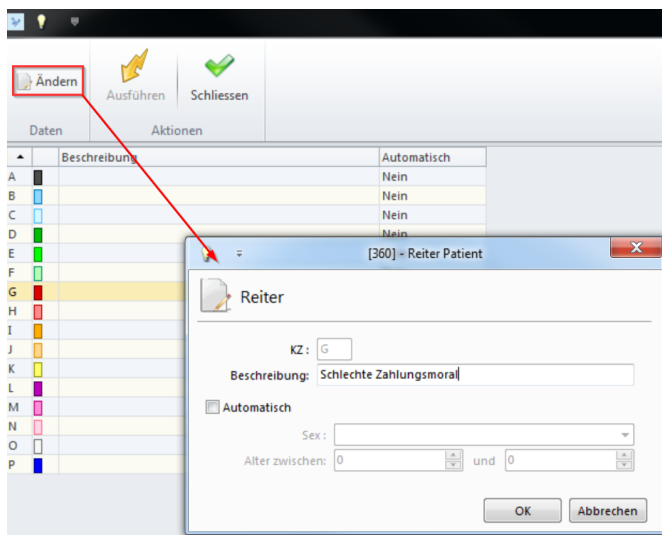 Ändern
Ausführen
Schliessen
Daten
Aktionen
Beschreibung
Automatisch
A
Nein
B
Nein
C
Nein
D
Nein
E
F
G
H
I
J
K
L
M
N
O
P
[360] - Reiter Patient
Reiter
KZ : G
Beschreibung: Schlechte Zahlungsmoral
Automatisch
Sex :
Alter zwischen: 0 und 0
OK Abbrechen